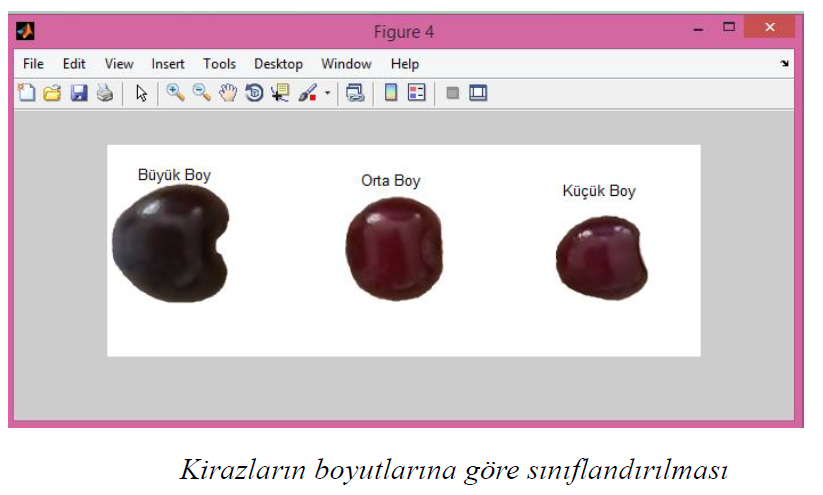 Figure 4
File Edit View Insert Tools Desktop Window Help
Büyük Boy
Orta Boy
Küçük Boy
Kirazların boyutlarına göre sınıflandırılması